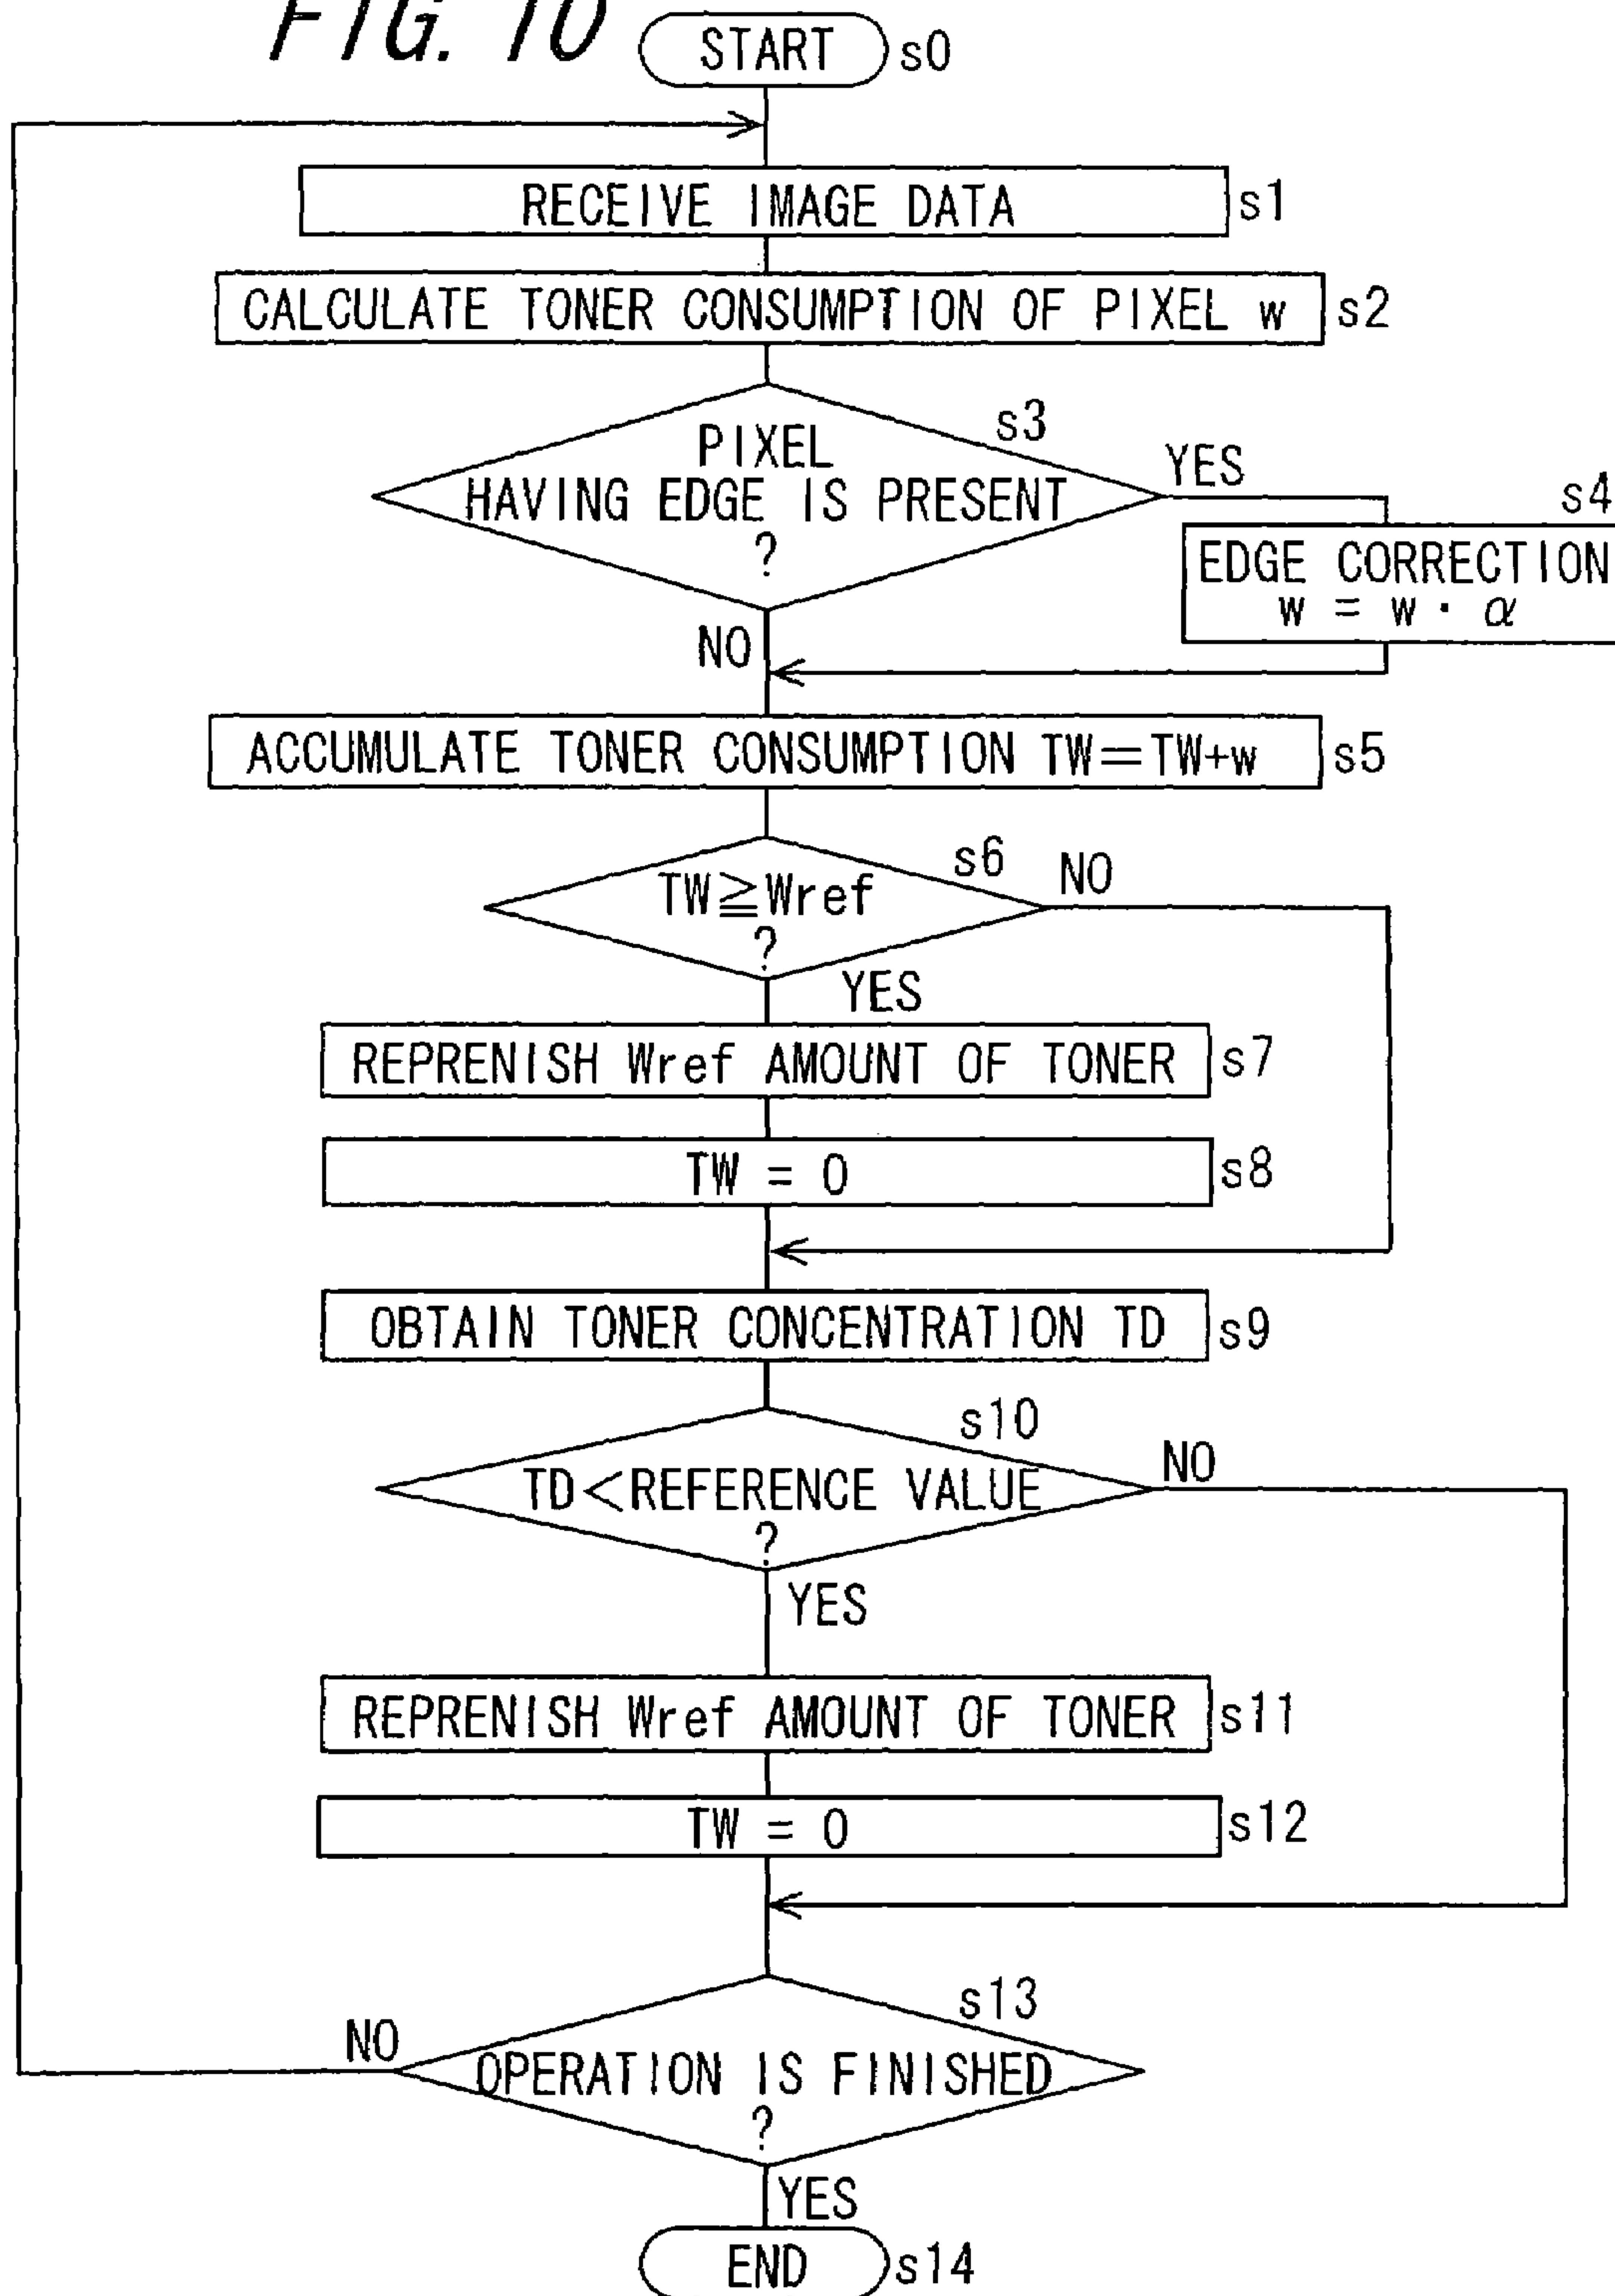 FIG. 10
START s0
RECEIVE IMAGE DATA s1
CALCULATE TONER CONSUMPTION OF PIXEL w s2
s3
PIXEL
HAVING EDGE IS PRESENT
?
YES
s4
EDGE CORRECTION
w = w · α
NO
ACCUMULATE TONER CONSUMPTION TW=TW+w s5
s6
TW≧Wref
?
NO
YES
REPRENISH Wref AMOUNT OF TONER s7
TW = 0 s8
OBTAIN TONER CONCENTRATION TD s9
s10
TD<REFERENCE VALUE
?
NO
YES
REPRENISH Wref AMOUNT OF TONER s11
TW = 0 s12
s13
NO
OPERATION IS FINISHED
?
YES
END s14